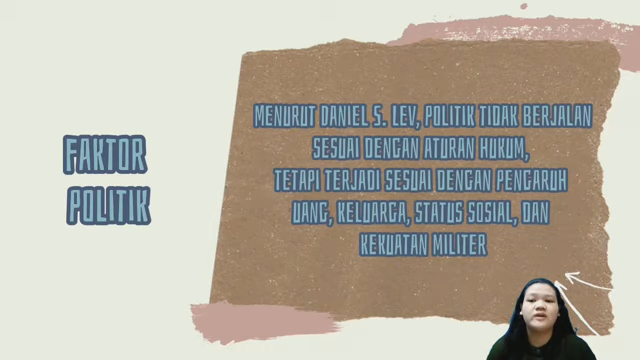 FAKTOR
POLITIK
MENURUT DANIEL S. LEV, POLITIK TIDAK BERJALAN
SESUAI DENGAN ATURAN HUKUM,
TETAPI TERJADI SESUAI DENGAN PENGARUH
UANG, KELUARGA, STATUS SOSIAL, DAN
KEKUATAN MILITER